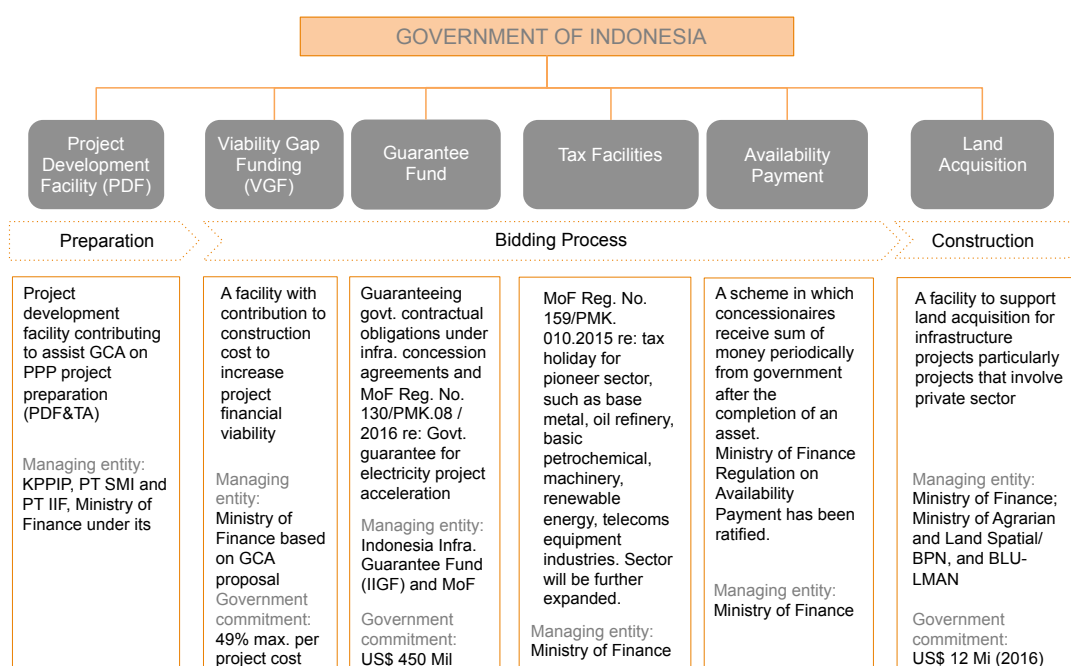 GOVERNMENT OF INDONESIA
Project
Development
Facility (PDF)
Viability Gap
Funding
(VGF)
Guarantee
Fund
Tax Facilities
Availability
Payment
Land
Acquisition
Preparation
Bidding Process
Construction
Project
development
facility contributing
to assist GCA on
PPP project
preparation
(PDF&TA)
Managing entity:
KPPIP, PT SMI and
PT IIF, Ministry of
Finance under its
A facility with
contribution to
construction
cost to
increase
project
financial
viability
Managing
entity:
Ministry of
Finance based
on GCA
proposal
Government
commitment:
49% max. per
project cost
Guaranteeing
govt. contractual
obligations under
infra. concession
agreements and
MoF Reg. No.
130/PMK.08 /
2016 re: Govt.
guarantee for
electricity project
acceleration
Managing entity:
Indonesia Infra.
Guarantee Fund
(IIGF) and MoF
Government
commitment:
US$ 450 Mil
MoF Reg. No.
159/PMK.
010.2015 re: tax
holiday for
pioneer sector,
such as base
metal, oil refinery,
basic
petrochemical,
machinery,
renewable
energy, telecoms
equipment
industries. Sector
will be further
expanded.
Managing entity:
Ministry of Finance
A scheme in which
concessionaires
receive sum of
money periodically
from government
after the
completion of an
asset.
Ministry of Finance
Regulation on
Availability
Payment has been
ratified.
Managing entity:
Ministry of Finance
A facility to support
land acquisition for
infrastructure
projects particularly
projects that involve
private sector
Managing entity:
Ministry of Finance;
Ministry of Agrarian
and Land Spatial/
BPN, and BLU-
LMAN
Government
commitment:
US$ 12 Mi (2016)